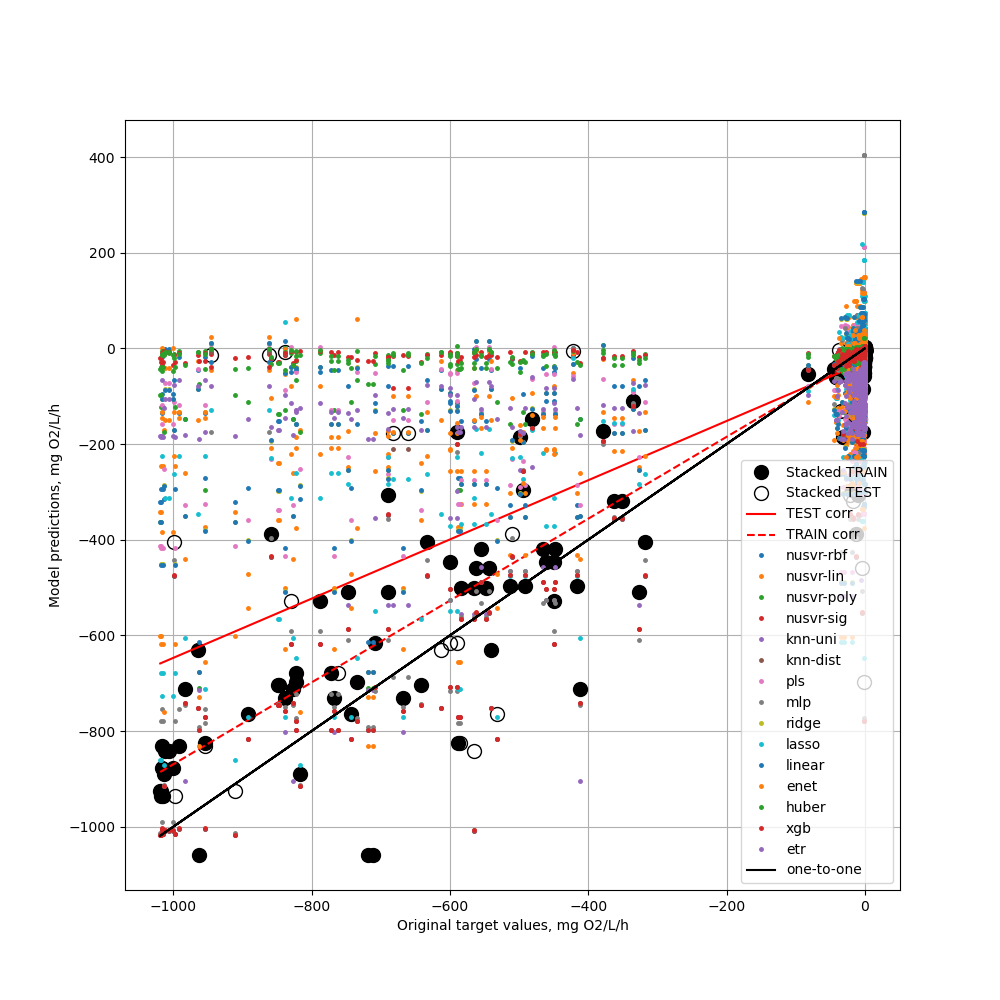 400
200
0
−200
−400
−600
−800
−1000
Model predictions, mg O2/L/h
−1000
−800
−600
−400
−200
0
Original target values, mg O2/L/h
Stacked TRAIN
Stacked TEST
TEST corr
TRAIN corr
nusvr-rbf
nusvr-lin
nusvr-poly
nusvr-sig
knn-uni
knn-dist
pls
mlp
ridge
lasso
linear
enet
huber
xgb
etr
one-to-one